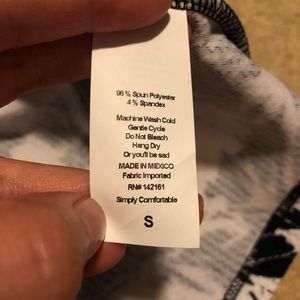 96 % Spun Polyester
4 % Spandex
Machine Wash Cold
Gentle Cycle
Do Not Bleach
Hang Dry
Or you'll be sad
MADE IN MEXICO
Fabric Imported
RN# 142161
Simply Comfortable
S